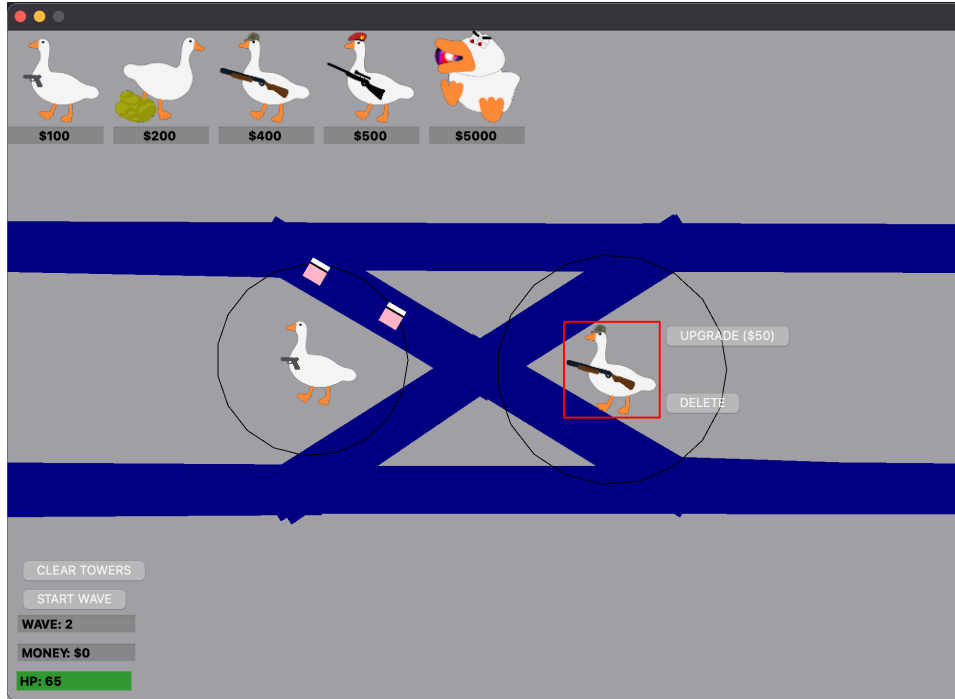 $100
$200
$400
$500
$5000
UPGRADE ($50)
DELETE
CLEAR TOWERS
START WAVE
WAVE: 2
MONEY: $0
HP: 65